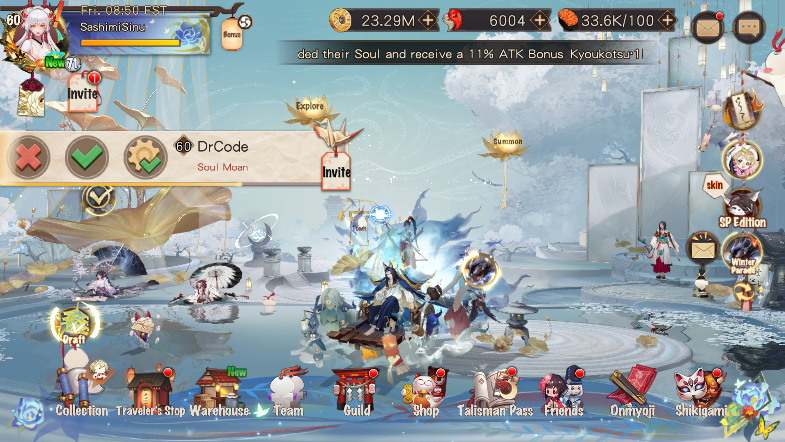 60
Fri. 08:50 EST
SashimiSinu
New
71
Bonus
23.29M
6004
33.6K/100
ded their Soul and receive a 11% ATK Bonus Kyoukotsu·1!
Invite
Explore
Summon
60 DrCode
Soul Moan
Invite
skin
SP Edition
Town
Winter Parade
Draft
New
Collection
Traveler's Stop
Warehouse
Team
Guild
Shop
Talisman Pass
Friends
Onmyoji
Shikigami